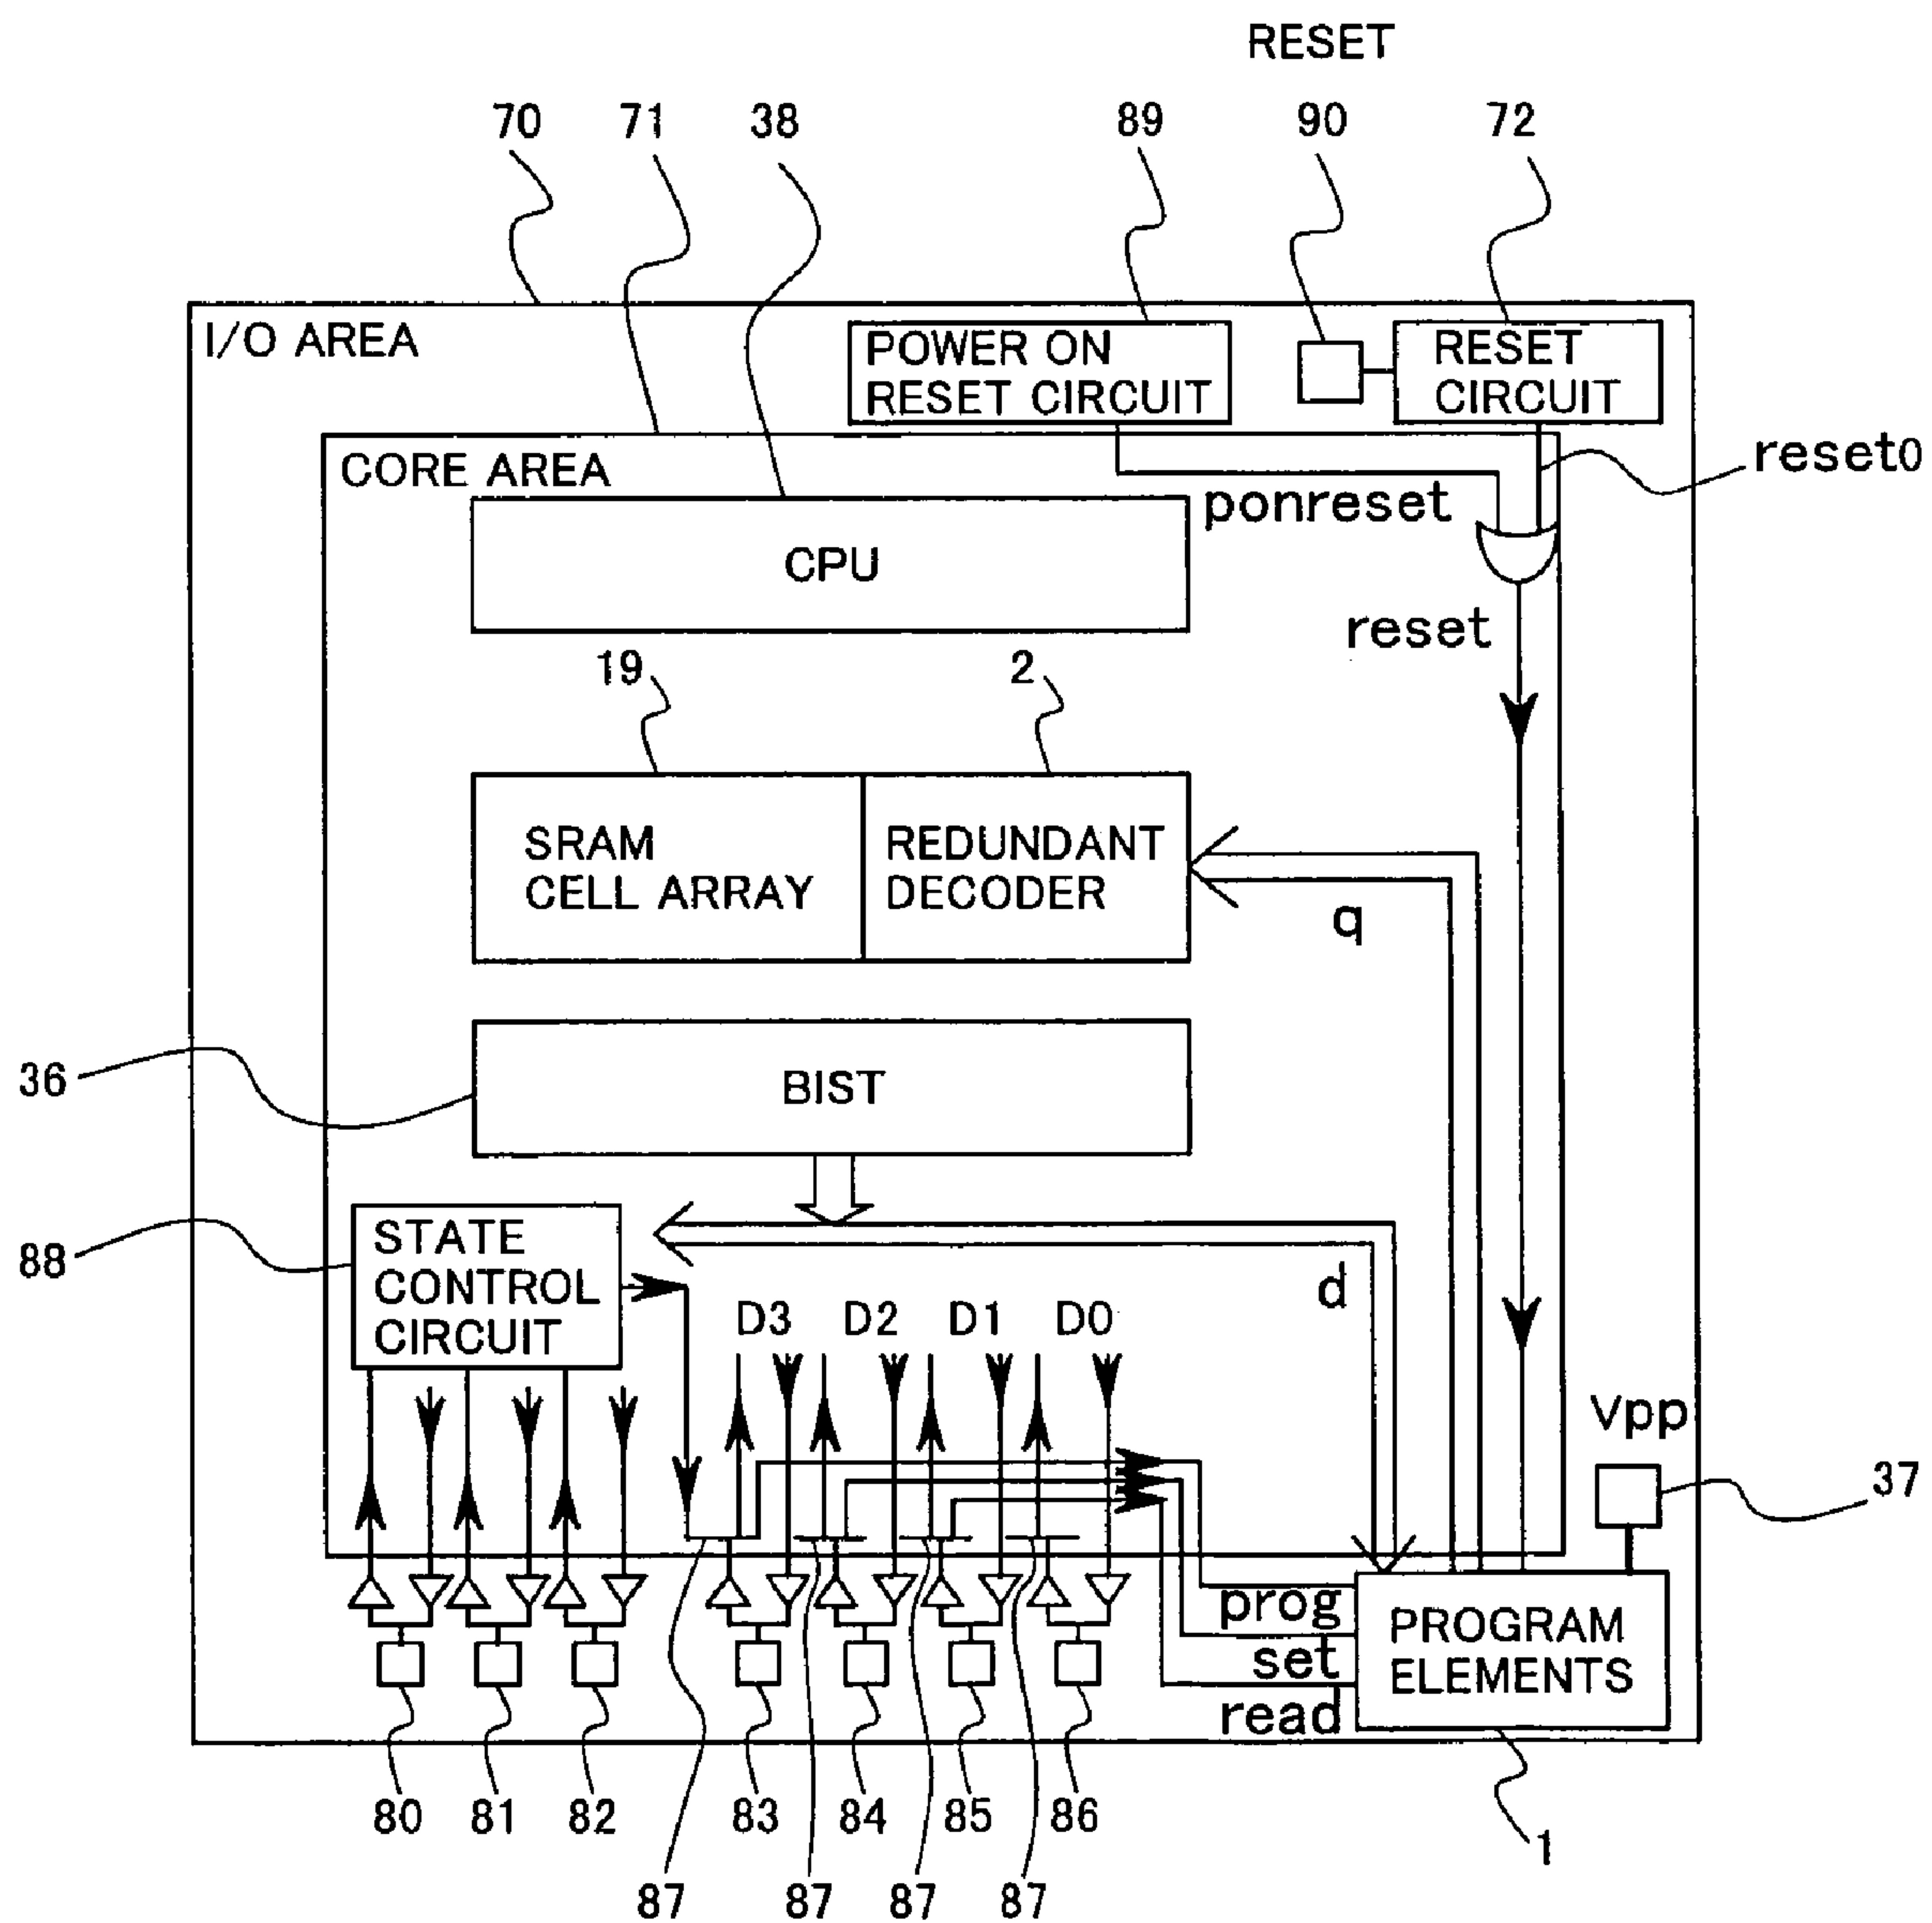 RESET
70 71 38 89 90 72
I/O AREA
POWER ON
RESET CIRCUIT
RESET
CIRCUIT
CORE AREA
reset0
ponreset
CPU
reset
19 2
SRAM
CELL ARRAY
REDUNDANT
DECODER
q
36
BIST
88
STATE
CONTROL
CIRCUIT
d
D3 D2 D1 D0
Vpp
37
prog
set
read
PROGRAM
ELEMENTS
80 81 82 83 84 85 86
1
87 87 87 87